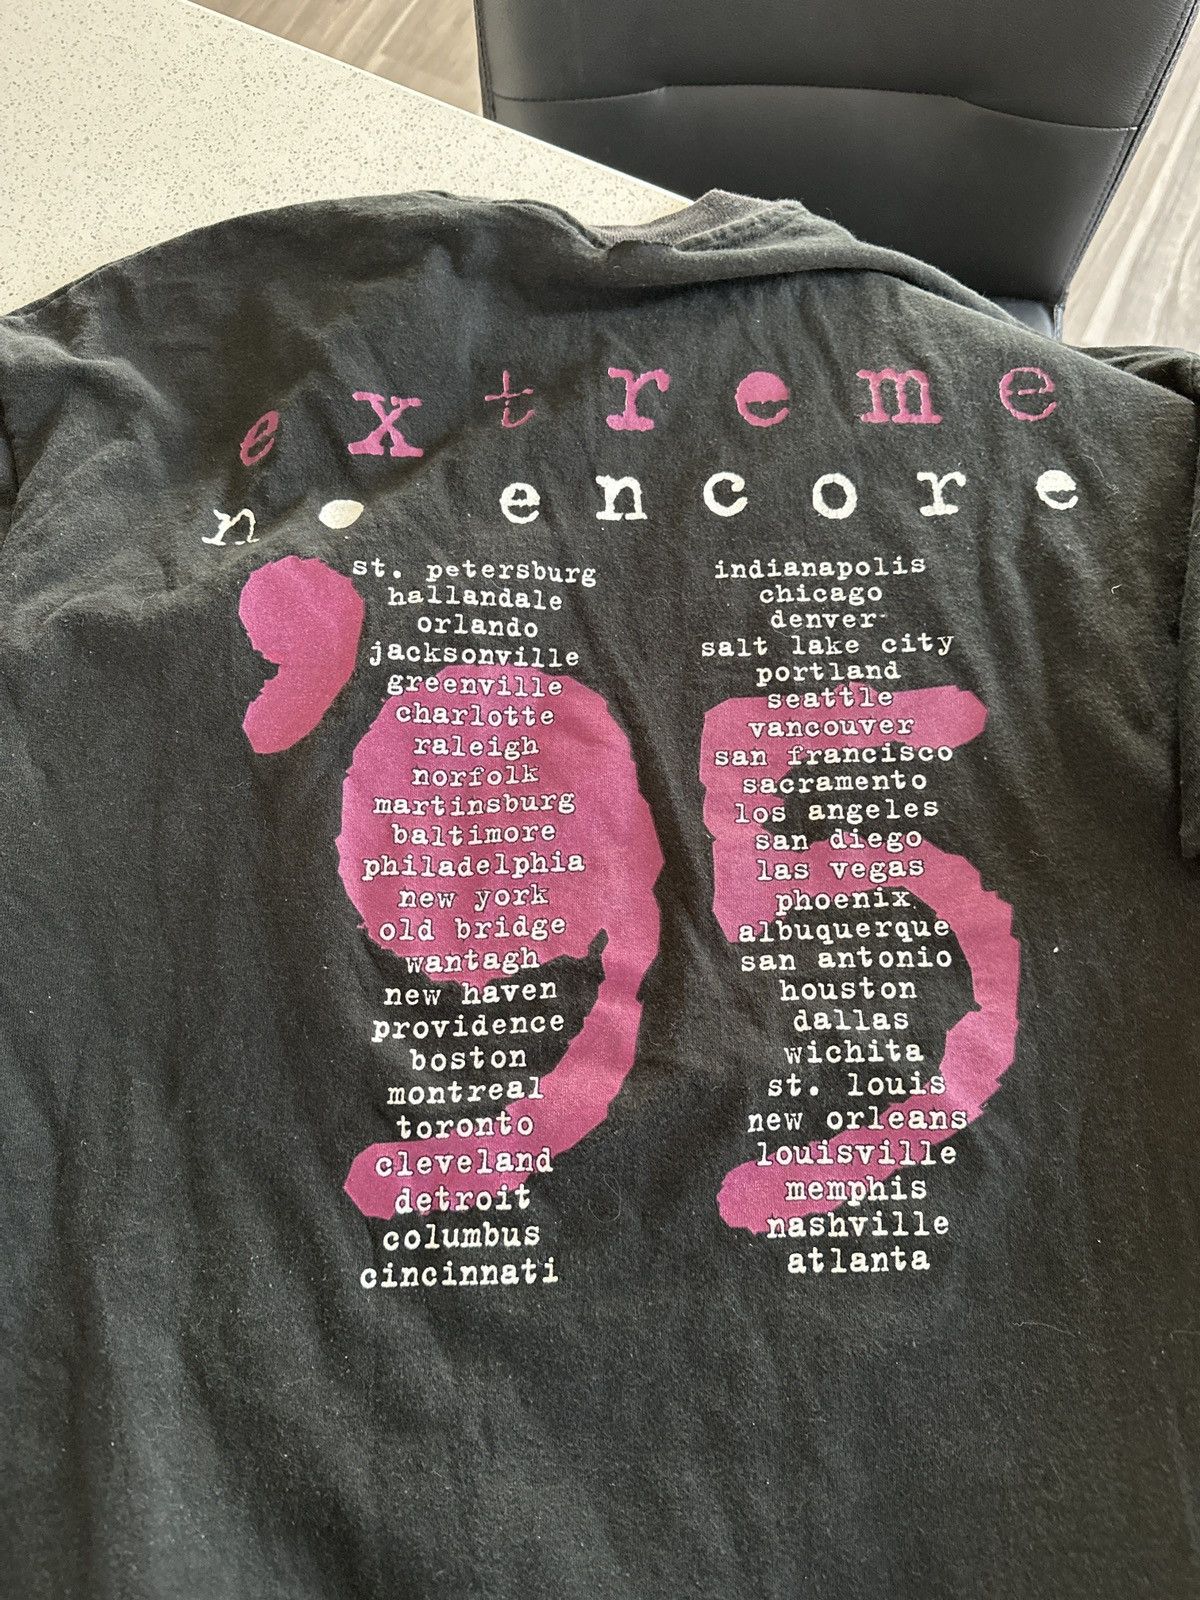 extreme
no encore
'95
st. petersburg
hallandale
orlando
jacksonville
greenville
charlotte
raleigh
norfolk
martinsburg
baltimore
philadelphia
new york
old bridge
wantagh
new haven
providence
boston
montreal
toronto
cleveland
detroit
columbus
cincinnati
indianapolis
chicago
denver
salt lake city
portland
seattle
vancouver
san francisco
sacramento
los angeles
san diego
las vegas
phoenix
albuquerque
san antonio
houston
dallas
wichita
st. louis
new orleans
louisville
memphis
nashville
atlanta